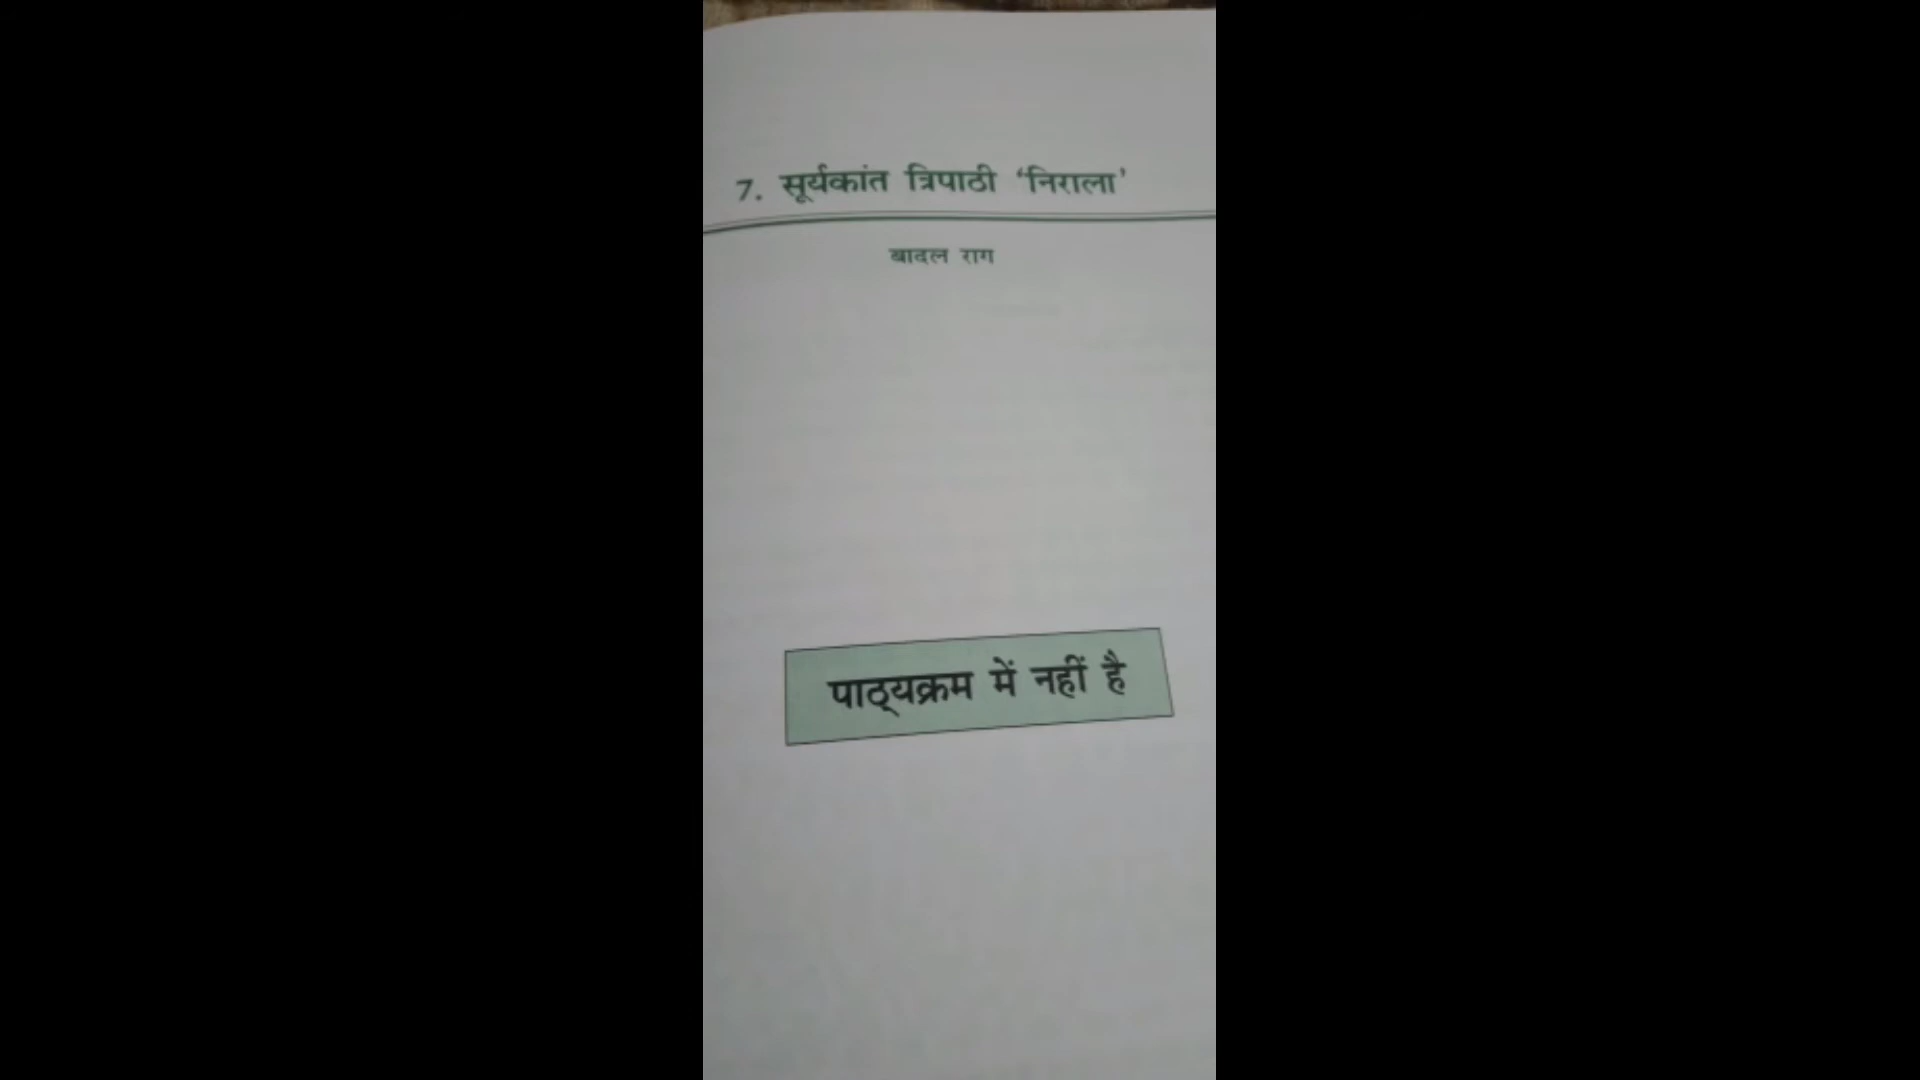 7. सूर्यकांत त्रिपाठी ‘निराला’
बादल राग
पाठ्यक्रम में नहीं है